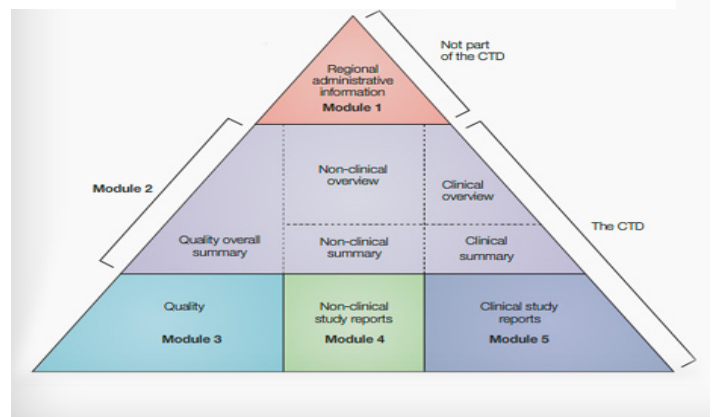 Not part
of the CTD
Regional
administrative
information
Module 1
Module 2
Non-clinical
overview
Clinical
overview
The CTD
Quality overall
summary
Non-clinical
summary
Clinical
summary
Quality
Module 3
Non-clinical
study reports
Module 4
Clinical study
reports
Module 5